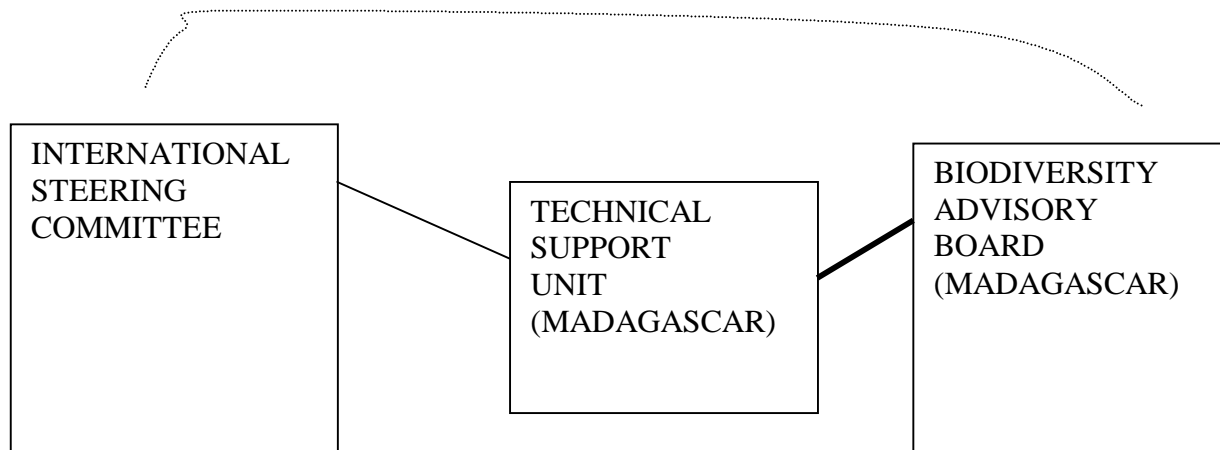 INTERNATIONAL
STEERING
COMMITTEE
TECHNICAL
SUPPORT
UNIT
(MADAGASCAR)
BIODIVERSITY
ADVISORY
BOARD
(MADAGASCAR)